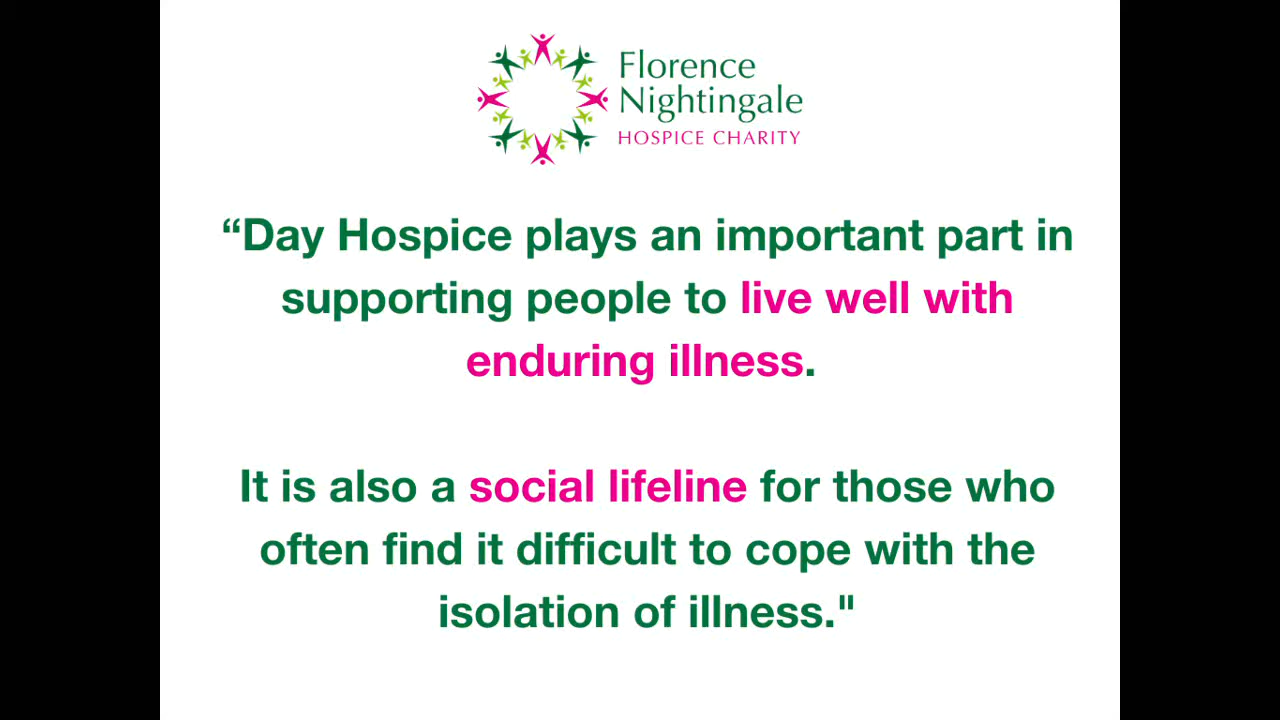 Florence
Nightingale
HOSPICE CHARITY
“Day Hospice plays an important part in
supporting people to live well with
enduring illness.
It is also a social lifeline for those who
often find it difficult to cope with the
isolation of illness."